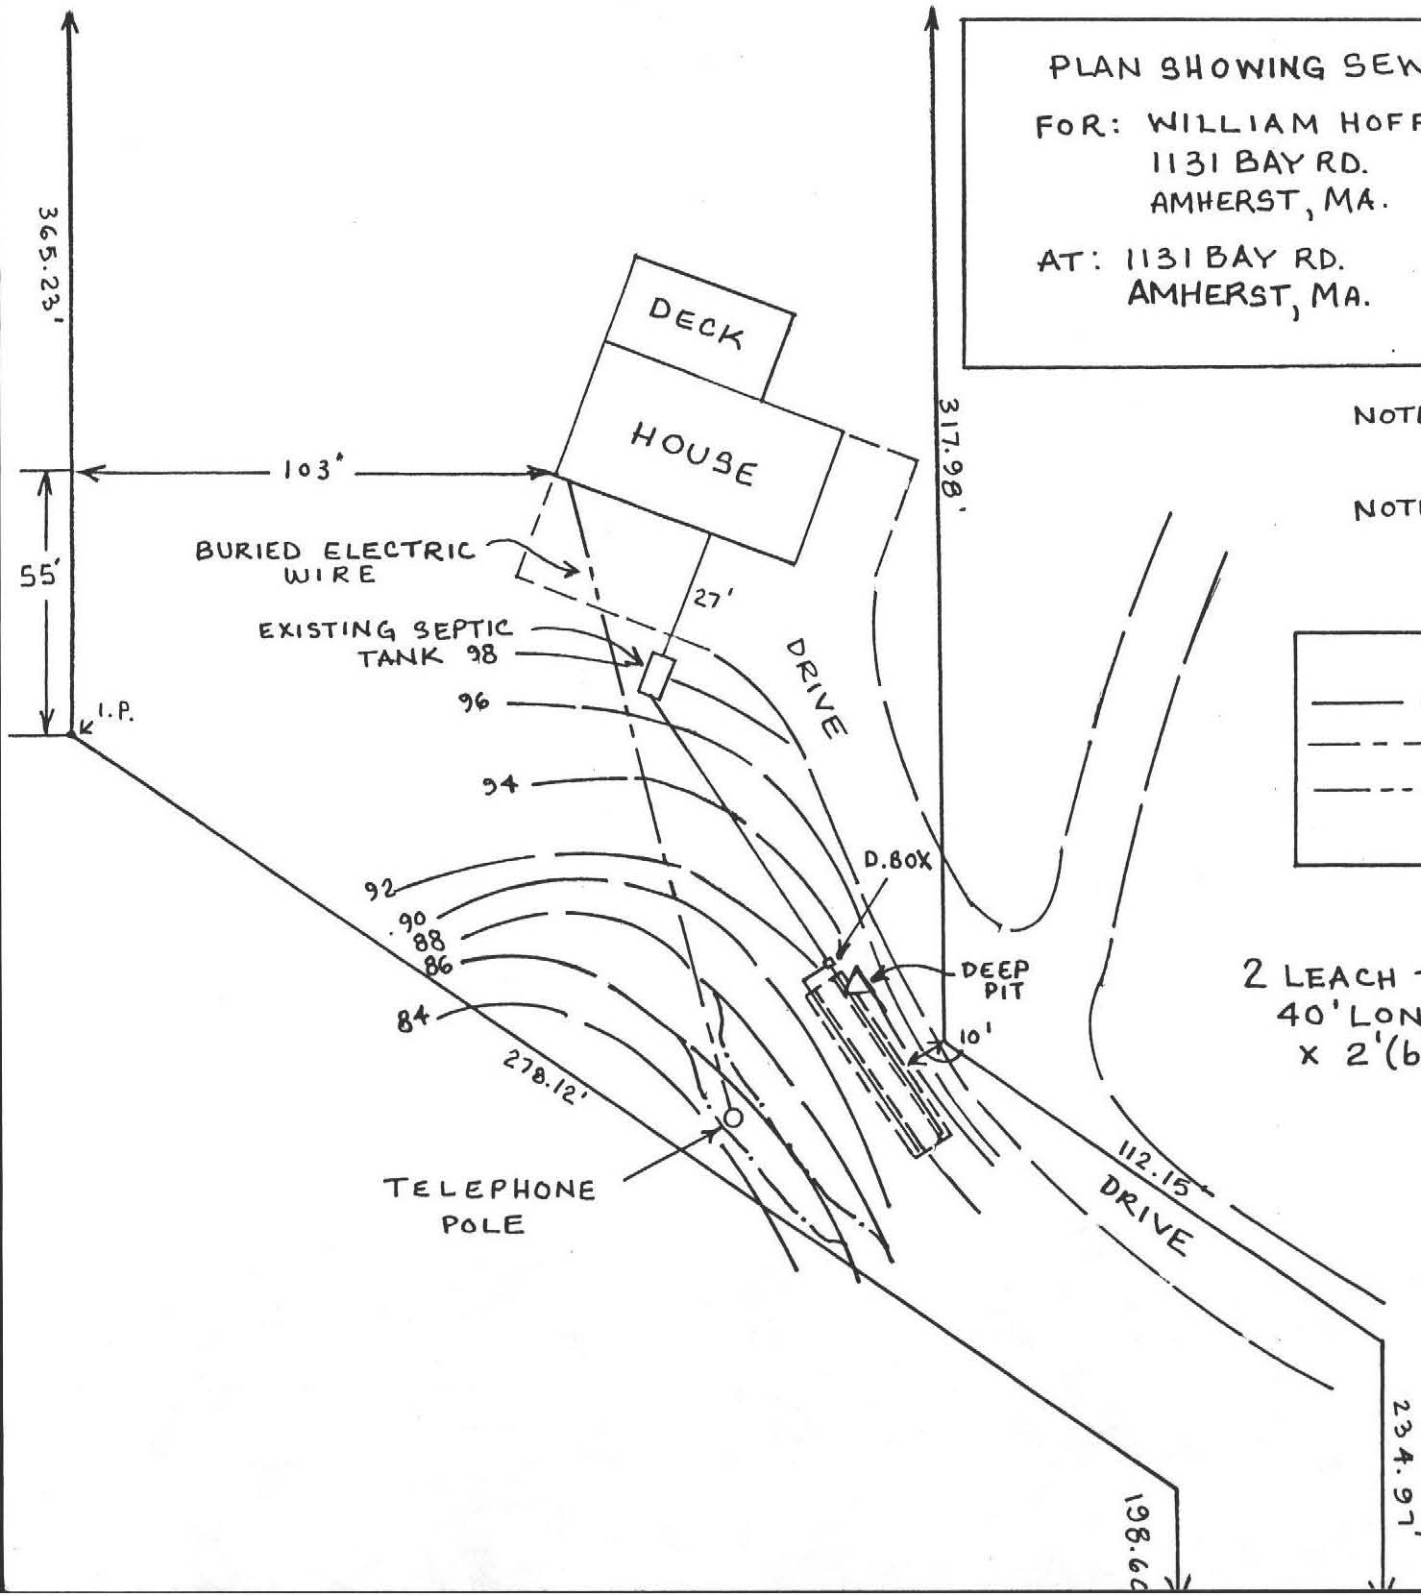 PLAN SHOWING SEW
FOR: WILLIAM HOFF
1131 BAY RD.
AMHERST, MA.
AT: 1131 BAY RD.
AMHERST, MA.
365.23'
DECK
HOUSE
317.98'
NOTE
NOTE
103'
55'
BURIED ELECTRIC
WIRE
27'
EXISTING SEPTIC
TANK 98
DRIVE
96
I.P.
94
D.BOX
92
90
88
86
84
DEEP
PIT
10'
2 LEACH
40' LON
x 2'(b
278.12'
TELEPHONE
POLE
112.15'
DRIVE
234.97'
198.60